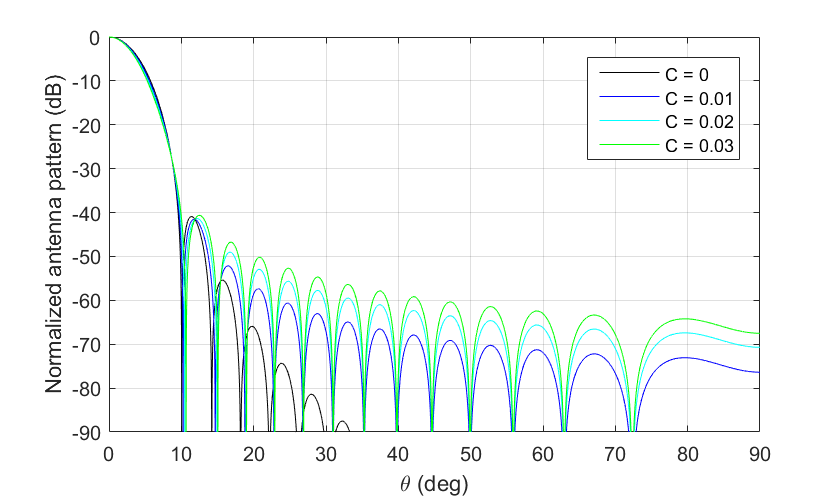 Normalized antenna pattern (dB)
0
-10
-20
-30
-40
-50
-60
-70
-80
-90
C = 0
C = 0.01
C = 0.02
C = 0.03
0 10 20 30 40 50 60 70 80 90
θ (deg)